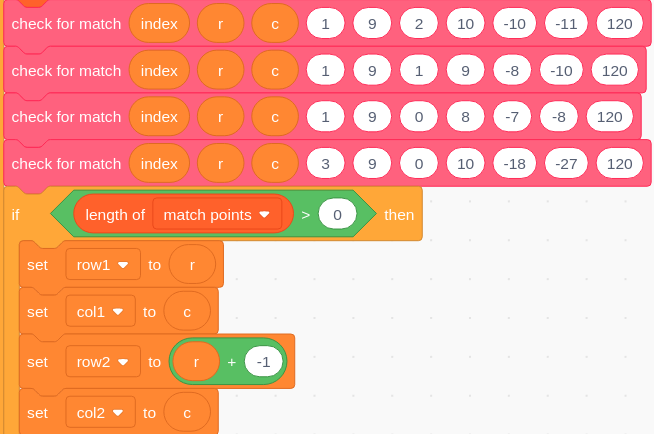 check for match index r c 1 9 2 10 -10 -11 120
check for match index r c 1 9 1 9 -8 -10 120
check for match index r c 1 9 0 8 -7 -8 120
check for match index r c 3 9 0 10 -18 -27 120
if length of match points > 0 then
set row1 to r
set col1 to c
set row2 to r + -1
set col2 to c